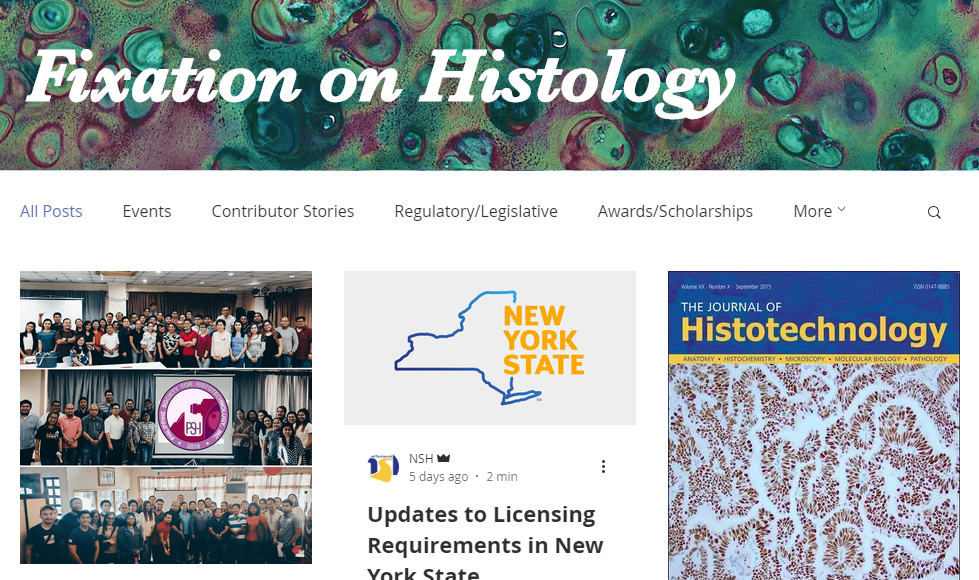 Fixation on Histology
All Posts Events Contributor Stories Regulatory/Legislative Awards/Scholarships More
PSH
2018
NEW
YORK
STATE
TM
NSH
5 days ago · 2 min
Updates to Licensing
Requirements in New
York State
Volume XX · Number X · September 2015 ISSN 0147-8885
THE JOURNAL OF
Histotechnology
ANATOMY • HISTOCHEMISTRY • MICROSCOPY • MOLECULAR BIOLOGY • PATHOLOGY